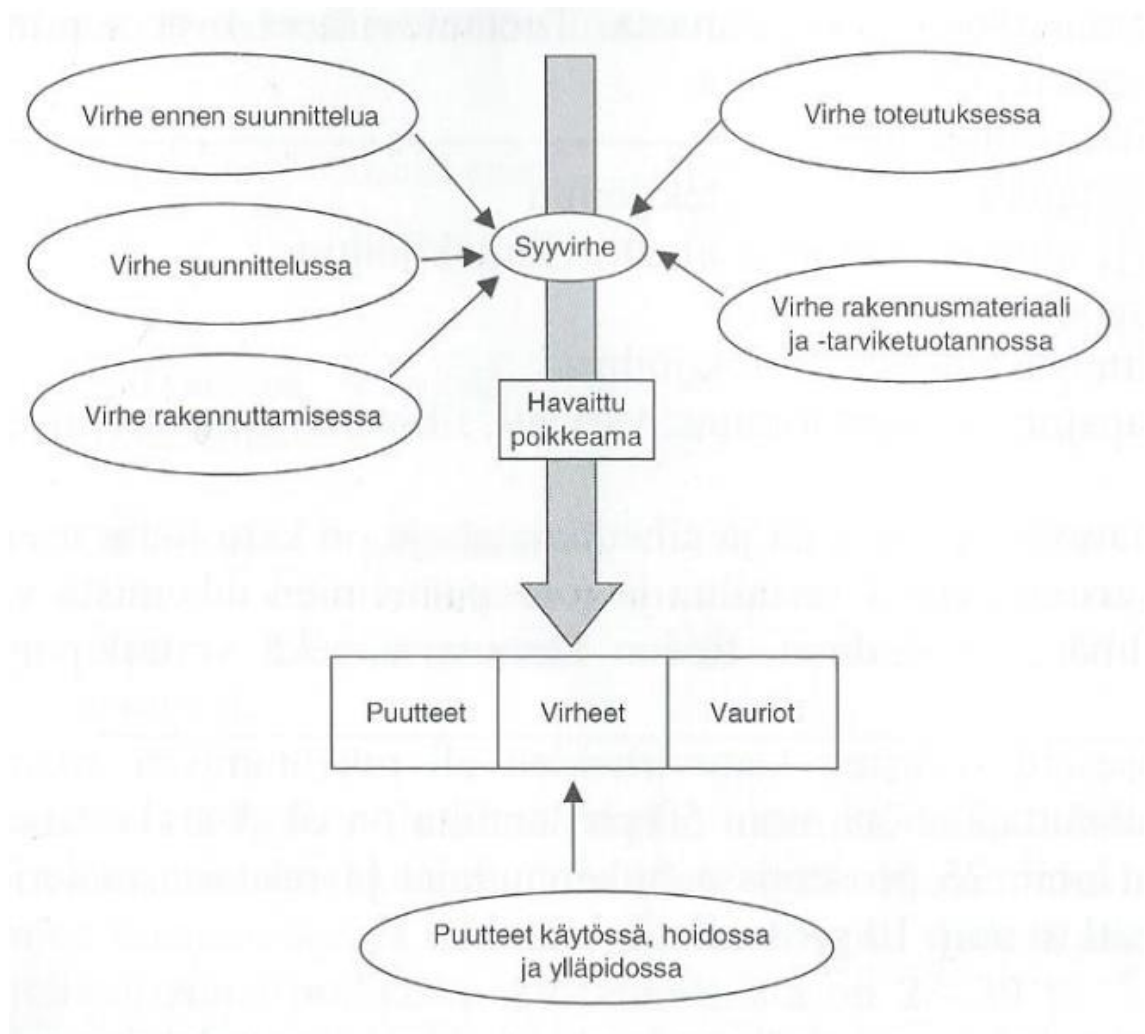 Virhe ennen suunnittelua
Virhe toteutuksessa
Syyvirhe
Virhe suunnittelussa
Virhe rakennusmateriaali
ja -tarviketuotannossa
Virhe rakennuttamisessa
Havaittu
poikkeama
Puutteet
Virheet
Vauriot
Puutteet käytössä, hoidossa
ja ylläpidossa